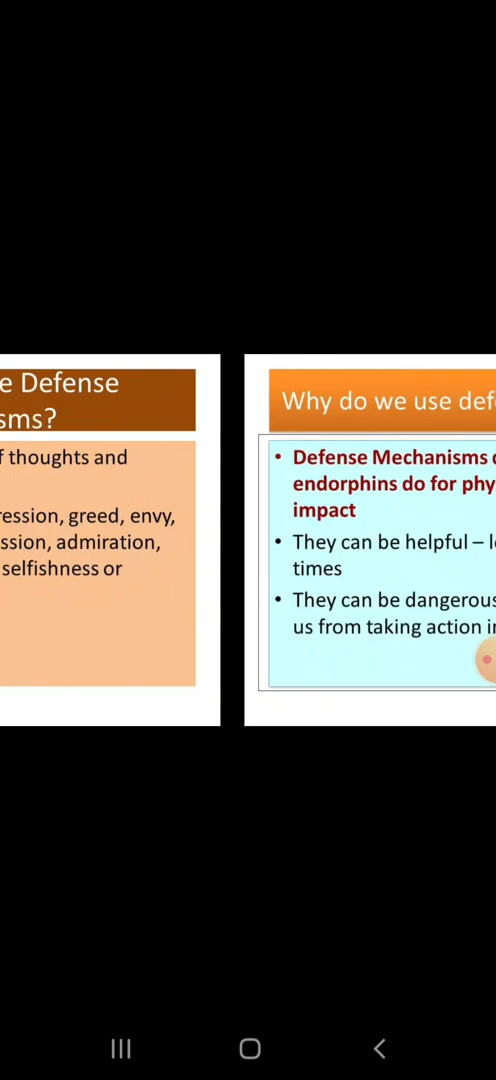 e Defense
sms?
f thoughts and
ression, greed, envy,
ssion, admiration,
selfishness or
Why do we use def
• Defense Mechanisms
endorphins do for phy
impact
• They can be helpful – l
times
• They can be dangerous
us from taking action i